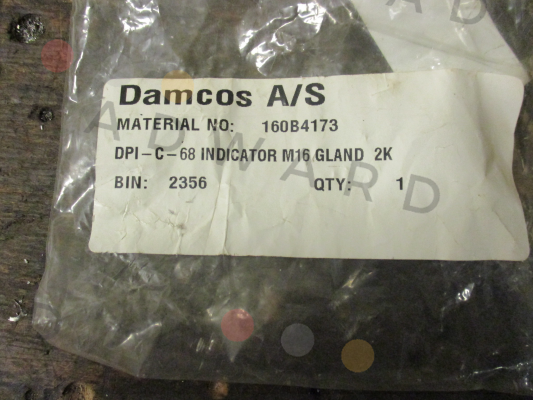 Damcos A/S
MATERIAL NO: 160B4173
DPI-C-68 INDICATOR M16 GLAND 2K
BIN: 2356 QTY: 1
ADWARD